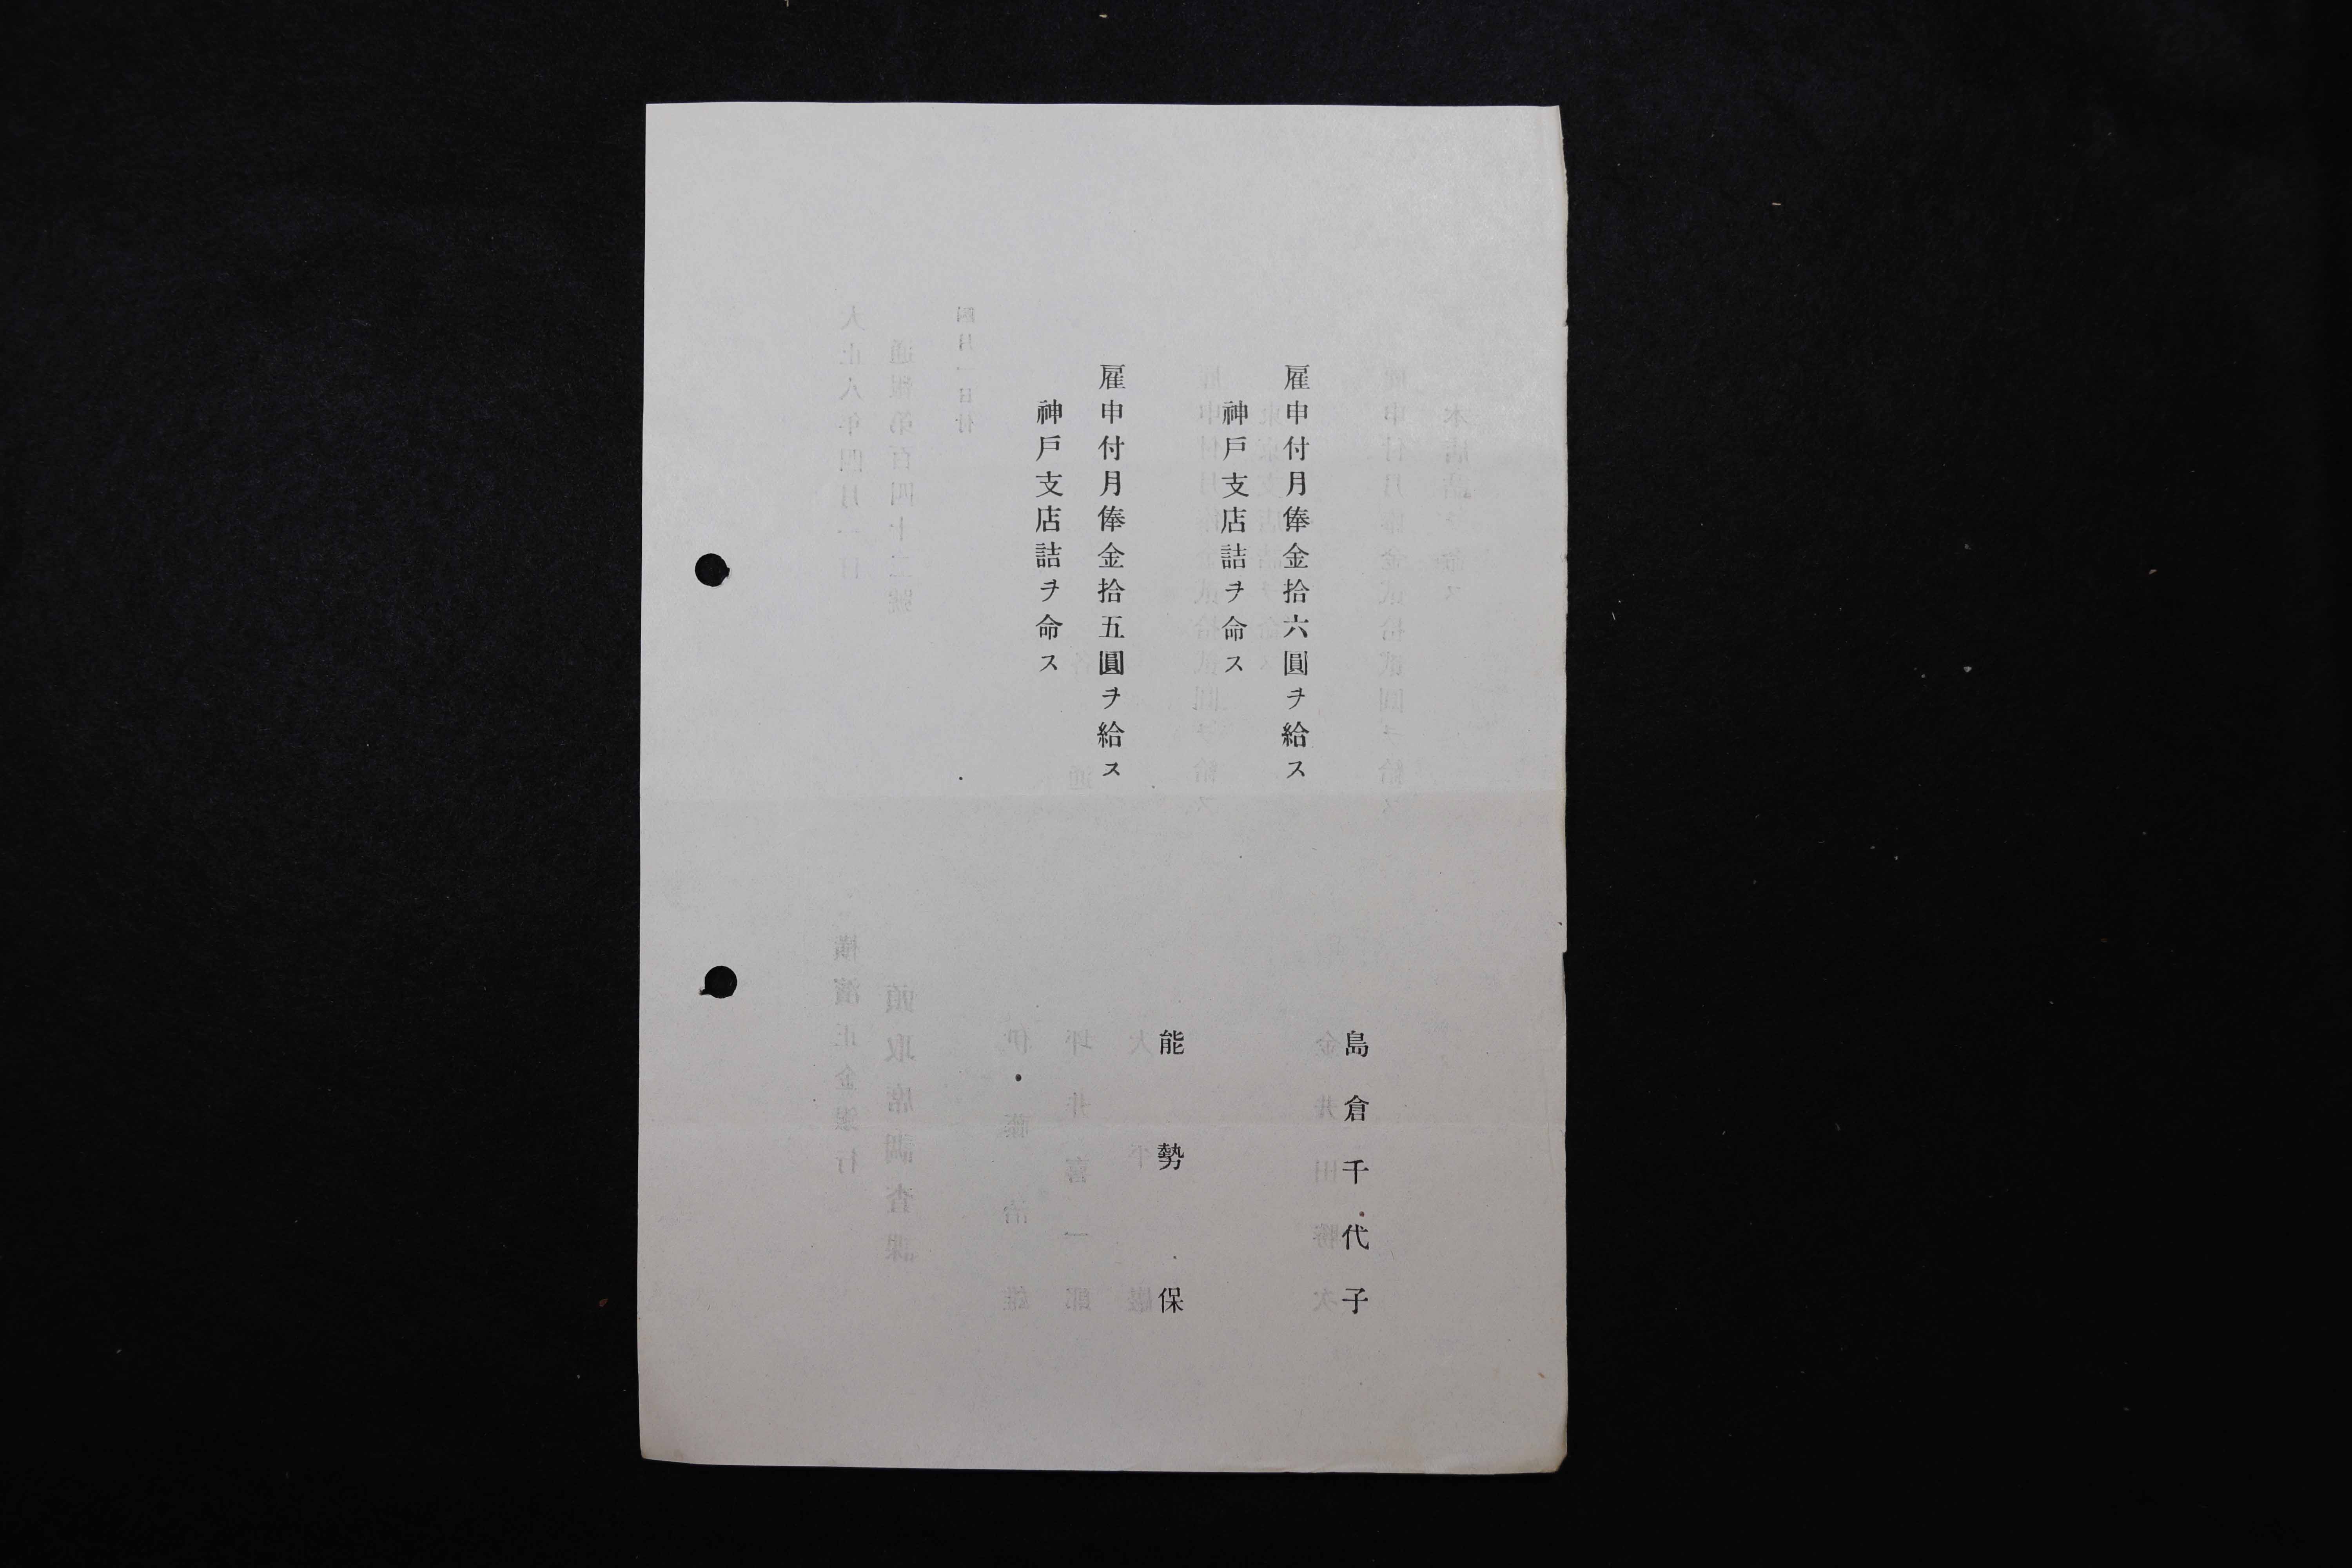 島倉千代子
雇申付月俸金拾六圓ヲ給ス
神戶支店詰ヲ命ス
能勢保
雇申付月俸金拾五圓ヲ給ス
神戶支店詰ヲ命ス